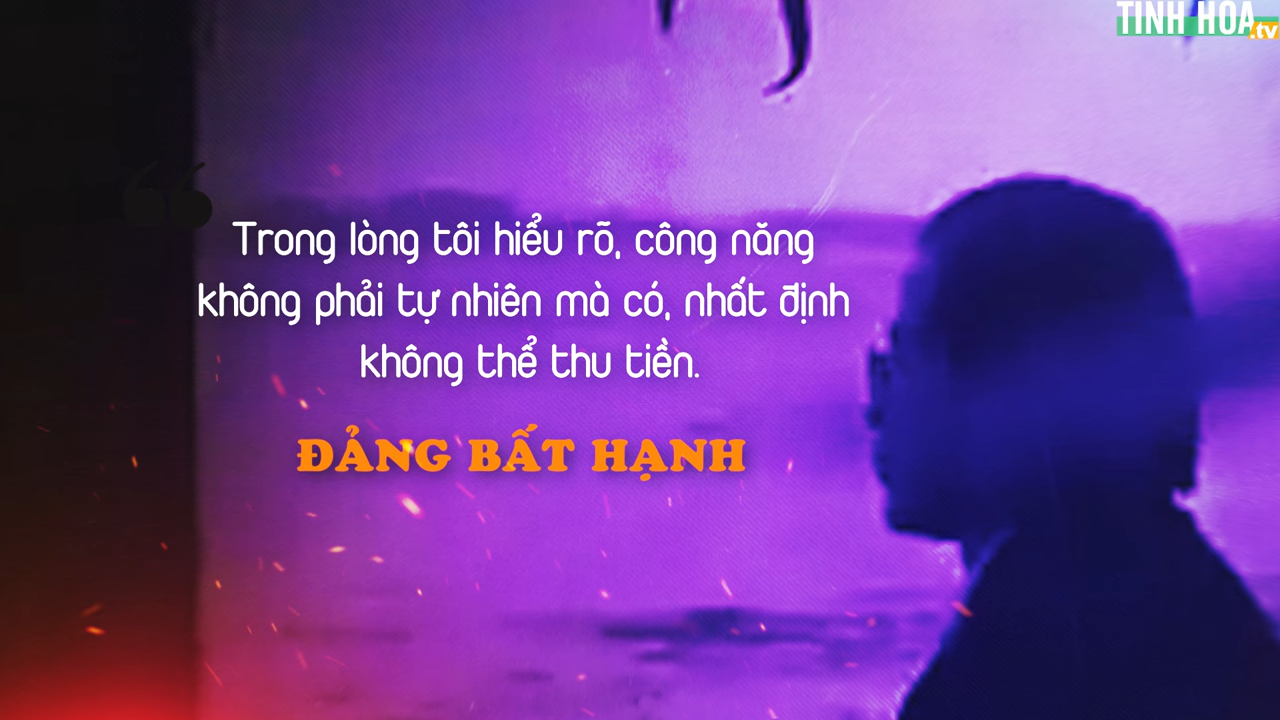 TINH HOA
.tv
Trong lòng tôi hiểu rõ, công năng
không phải tự nhiên mà có, nhất định
không thể thu tiền.
ĐẢNG BẤT HẠNH